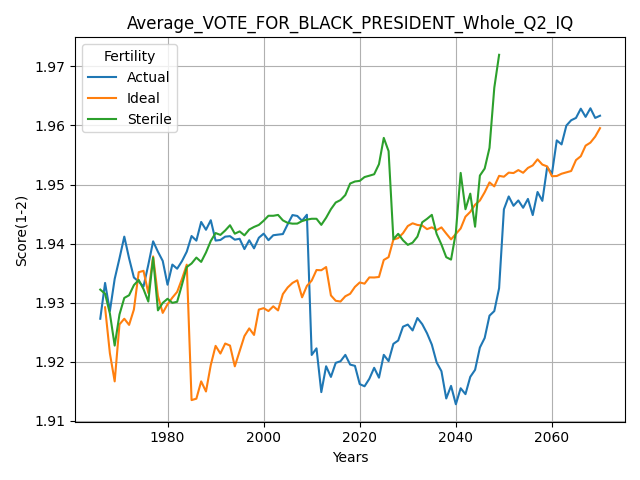 Average_VOTE_FOR_BLACK_PRESIDENT_Whole_Q2_IQ
Fertility
Actual
Ideal
Sterile
Score(1-2)
1.97
1.96
1.95
1.94
1.93
1.92
1.91
1980
2000
2020
2040
2060
Years